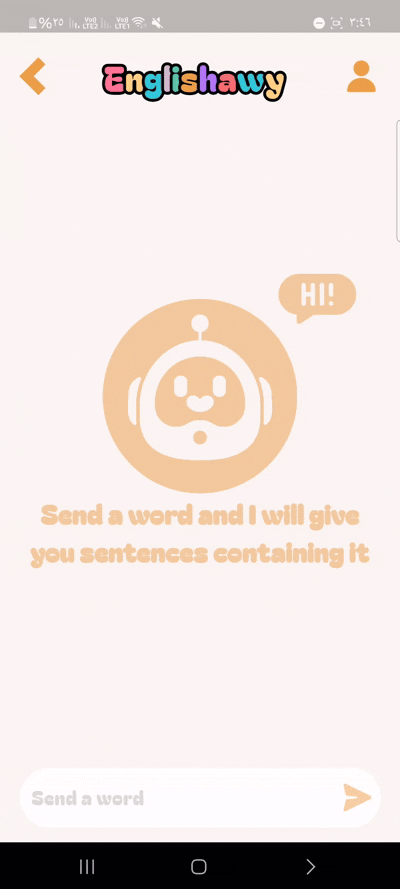 %٢٥ Vo) LTE2 Vo) LTE1 ٣:٤٦
Englishawy
HI!
Send a word and I will give
you sentences containing it
Send a word